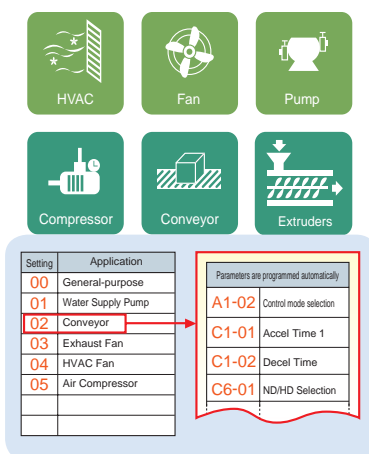 HVAC
Fan
Pump
Compressor
Conveyor
Extruders
Setting Application
00 General-purpose
01 Water Supply Pump
02 Conveyor
03 Exhaust Fan
04 HVAC Fan
05 Air Compressor
Parameters are programmed automatically
A1-02 Control mode selection
C1-01 Accel Time 1
C1-02 Decel Time
C6-01 ND/HD Selection